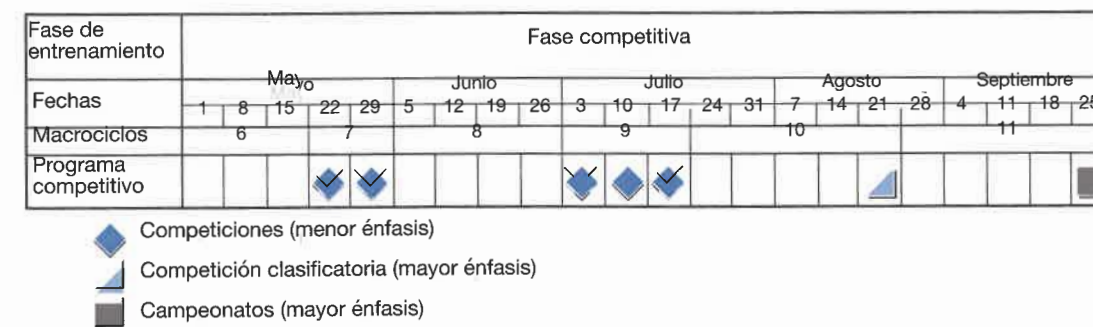 Fase de
entrenamiento
Fase competitiva
Mayo Junio Julio Agosto Septiembre
Fechas 1 8 15 22 29 5 12 19 26 3 10 17 24 31 7 14 21 28 4 11 18 25
Macrociclos 6 7 8 9 10 11
Programa
competitivo
Competiciones (menor énfasis)
Competición clasificatoria (mayor énfasis)
Campeonatos (mayor énfasis)